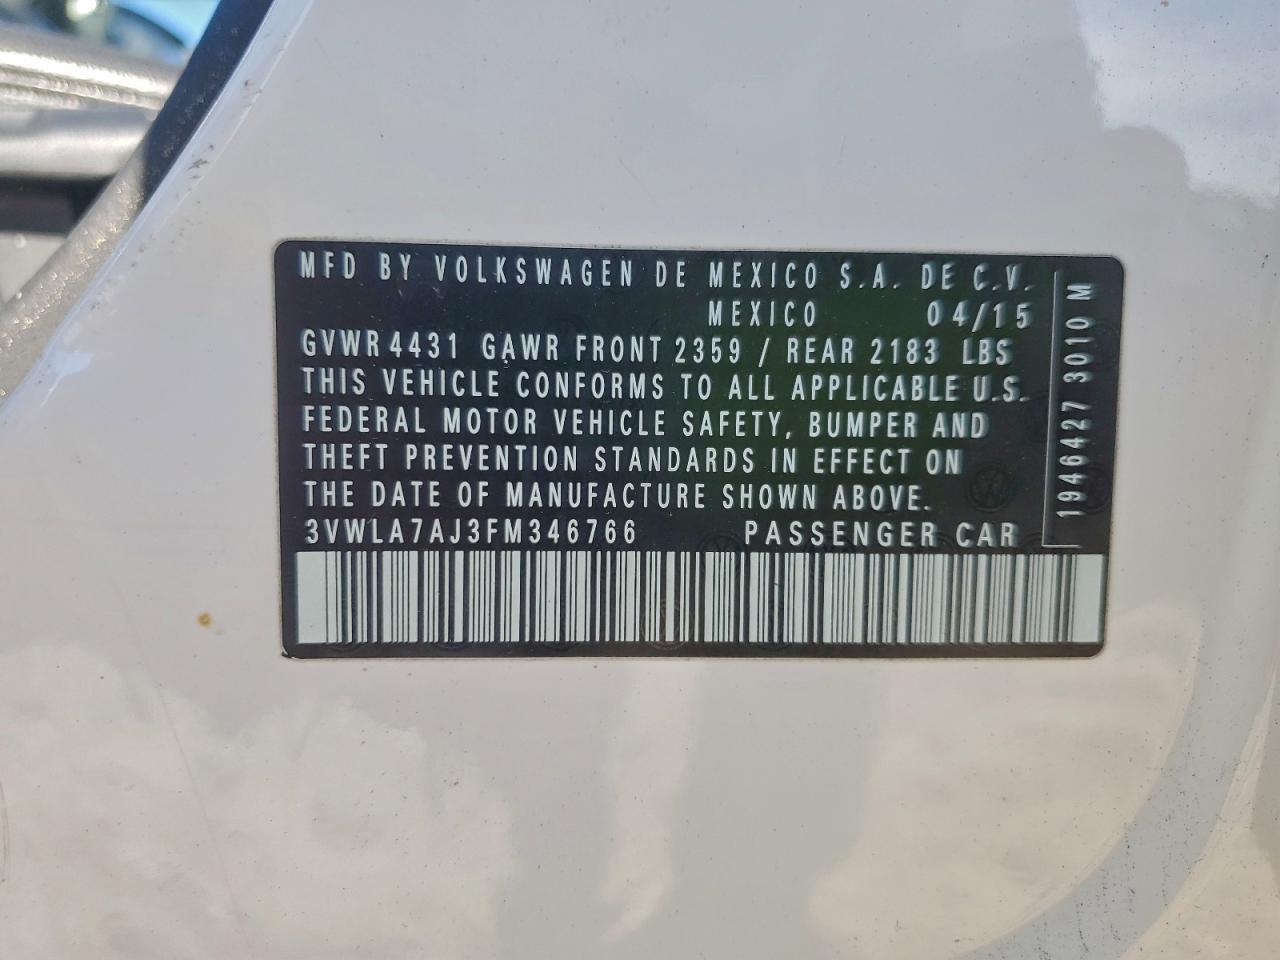 MFD BY VOLKSWAGEN DE MEXICO S.A. DE C.V.
MEXICO 04/15
GVWR 4431 GAWR FRONT 2359 / REAR 2183 LBS
THIS VEHICLE CONFORMS TO ALL APPLICABLE U.S.
FEDERAL MOTOR VEHICLE SAFETY, BUMPER AND
THEFT PREVENTION STANDARDS IN EFFECT ON
THE DATE OF MANUFACTURE SHOWN ABOVE.
3VWLA7AJ3FM346766 PASSENGER CAR
1946427 3010 M